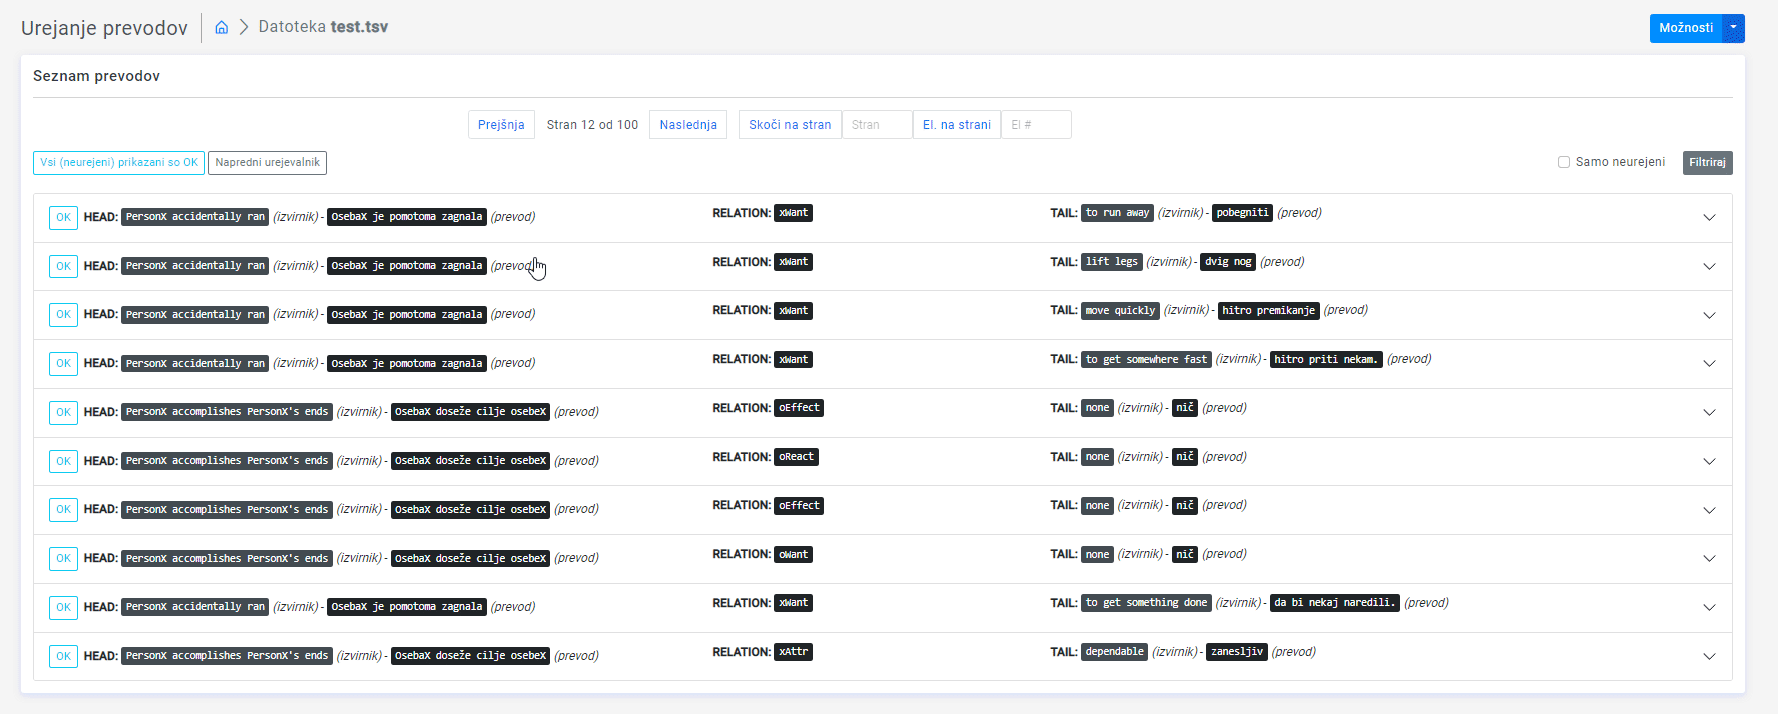 Urejanje prevodov Datoteka test.tsv Možnosti
Seznam prevodov
Prejšnja Stran 12 od 100 Naslednja Skoči na stran Stran El. na strani El #
Vsi (neurejeni) prikazani so OK Napredni urejevalnik Samo neurejeni Filtriraj
OK HEAD: PersonX accidentally ran (izvirnik) - OsebaX je pomotoma zagnala (prevod) RELATION: xWant TAIL: to run away (izvirnik) - pobegniti (prevod)
OK HEAD: PersonX accidentally ran (izvirnik) - OsebaX je pomotoma zagnala (prevod) RELATION: xWant TAIL: lift legs (izvirnik) - dvig nog (prevod)
OK HEAD: PersonX accidentally ran (izvirnik) - OsebaX je pomotoma zagnala (prevod) RELATION: xWant TAIL: move quickly (izvirnik) - hitro premikanje (prevod)
OK HEAD: PersonX accidentally ran (izvirnik) - OsebaX je pomotoma zagnala (prevod) RELATION: xWant TAIL: to get somewhere fast (izvirnik) - hitro priti nekam. (prevod)
OK HEAD: PersonX accomplishes PersonX's ends (izvirnik) - OsebaX doseže cilje osebeX (prevod) RELATION: oEffect TAIL: none (izvirnik) - nič (prevod)
OK HEAD: PersonX accomplishes PersonX's ends (izvirnik) - OsebaX doseže cilje osebeX (prevod) RELATION: oReact TAIL: none (izvirnik) - nič (prevod)
OK HEAD: PersonX accomplishes PersonX's ends (izvirnik) - OsebaX doseže cilje osebeX (prevod) RELATION: oEffect TAIL: none (izvirnik) - nič (prevod)
OK HEAD: PersonX accomplishes PersonX's ends (izvirnik) - OsebaX doseže cilje osebeX (prevod) RELATION: oWant TAIL: none (izvirnik) - nič (prevod)
OK HEAD: PersonX accidentally ran (izvirnik) - OsebaX je pomotoma zagnala (prevod) RELATION: xWant TAIL: to get something done (izvirnik) - da bi nekaj naredili. (prevod)
OK HEAD: PersonX accomplishes PersonX's ends (izvirnik) - OsebaX doseže cilje osebeX (prevod) RELATION: xAttr TAIL: dependable (izvirnik) - zanesljiv (prevod)